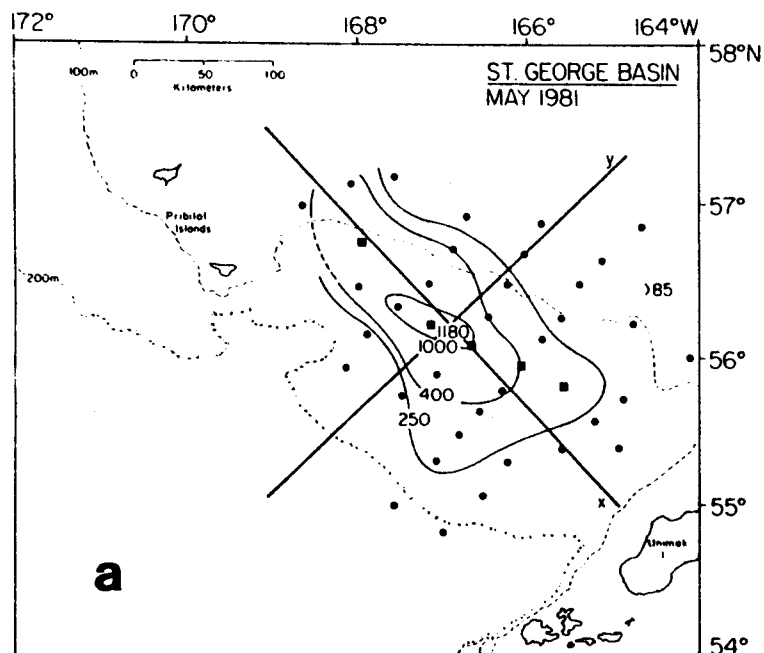 172° 170° 168° 166° 164°W
58°N
100m 0 50 100
Kilometers
ST. GEORGE BASIN
MAY 1981
y
57°
Pribilof
Islands
200m
85
1180
1000
56°
400
250
x
55°
Unimak
I
a
54°